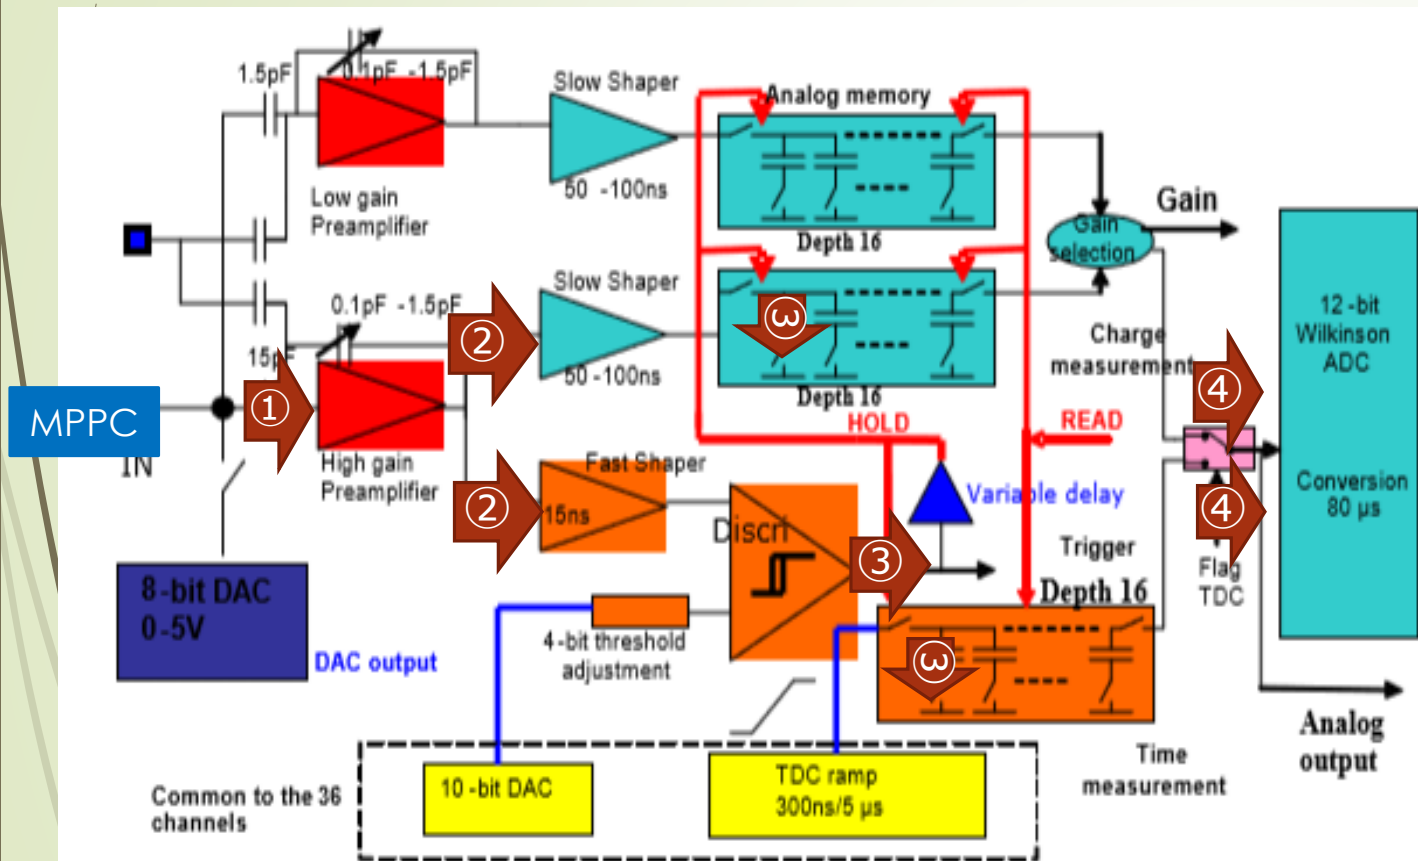 1.5pF
0.1pF -1.5pF
Slow Shaper
Analog memory
50 -100ns
Low gain
Preamplifier
Depth 16
Gain
Gain
selection
Slow Shaper
0.1pF -1.5pF
15pF
②
③
50 -100ns
Depth 16
12 -bit
Wilkinson
ADC
Charge
measurement
④
MPPC
①
IN
HOLD
READ
High gain
Preamplifier
Fast Shaper
②
15ns
Discri
Variable delay
Conversion
80 µs
④
③
Trigger
Flag
TDC
8-bit DAC
0-5V
DAC output
4-bit threshold
adjustment
Depth 16
③
Analog
output
Time
measurement
Common to the 36
channels
10 -bit DAC
TDC ramp
300ns/5 µs